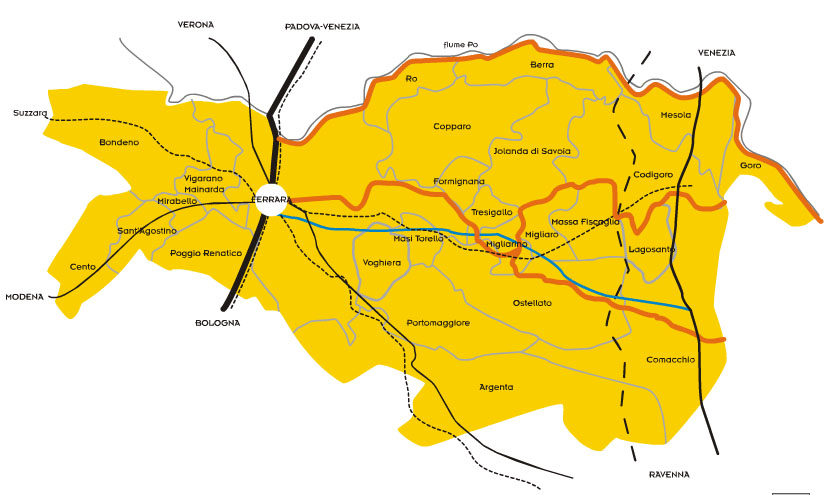 VERONA
PADOVA-VENEZIA
fiume Po
VENEZIA
Berra
Ro
Suzzara
Mesola
Copparo
Bondeno
Jolanda di Savoia
Goro
Codigoro
Vigarano
Mainarda
Formignana
Mirabello
FERRARA
Tresigallo
Massa Fiscaglia
Sant'Agostino
Migliaro
Masi Torello
Migliarino
Lagosanto
Poggio Renatico
Voghiera
Cento
MODENA
Ostellato
BOLOGNA
Portomaggiore
Comacchio
Argenta
RAVENNA